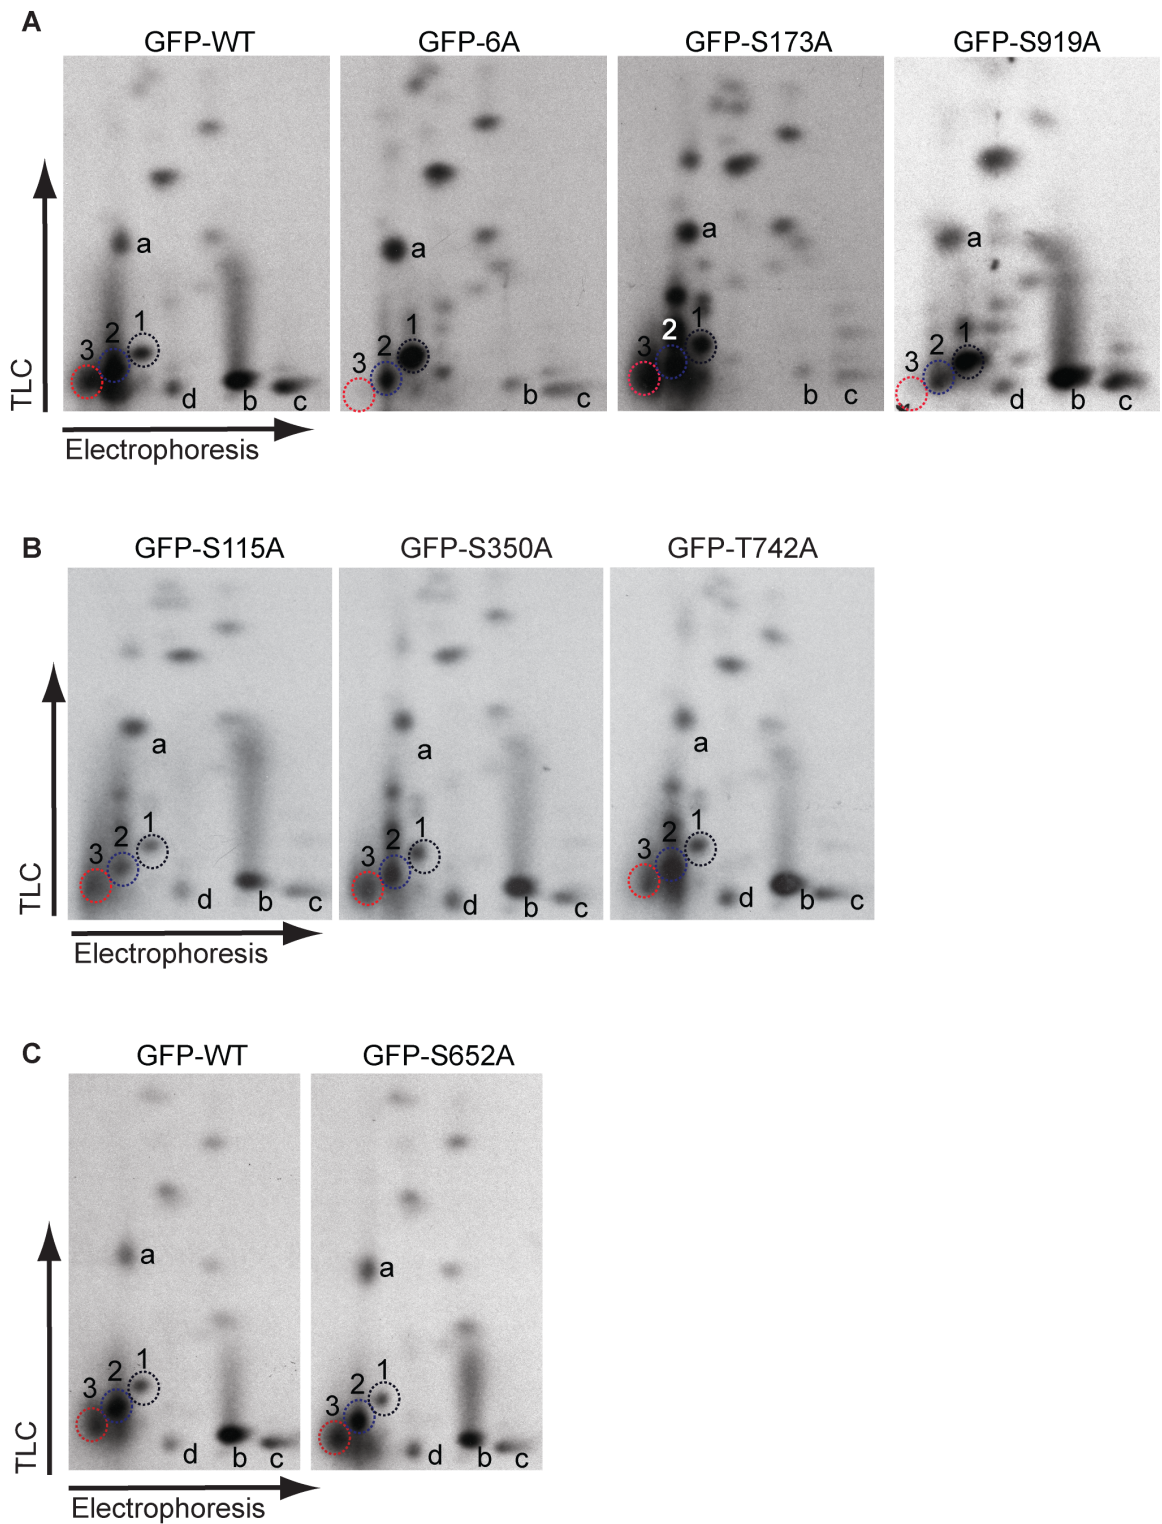 A
GFP-WT GFP-6A GFP-S173A GFP-S919A
a a a a
1 1 1 1
2 2 2 2
3 3 3 3
d b c b c b c d b c
TLC
Electrophoresis
B
GFP-S115A GFP-S350A GFP-T742A
a a a
1 1 1
2 2 2
3 3 3
d b c d b c d b c
TLC
Electrophoresis
C
GFP-WT GFP-S652A
a a
1 1
2 2
3 3
d b c d b c
TLC
Electrophoresis